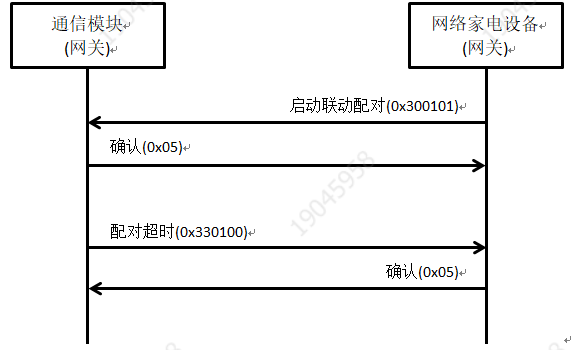 通信模块
(网关)
网络家电设备
(网关)
启动联动配对(0x300101)
确认(0x05)
19045958
配对超时(0x330100)
确认(0x05)